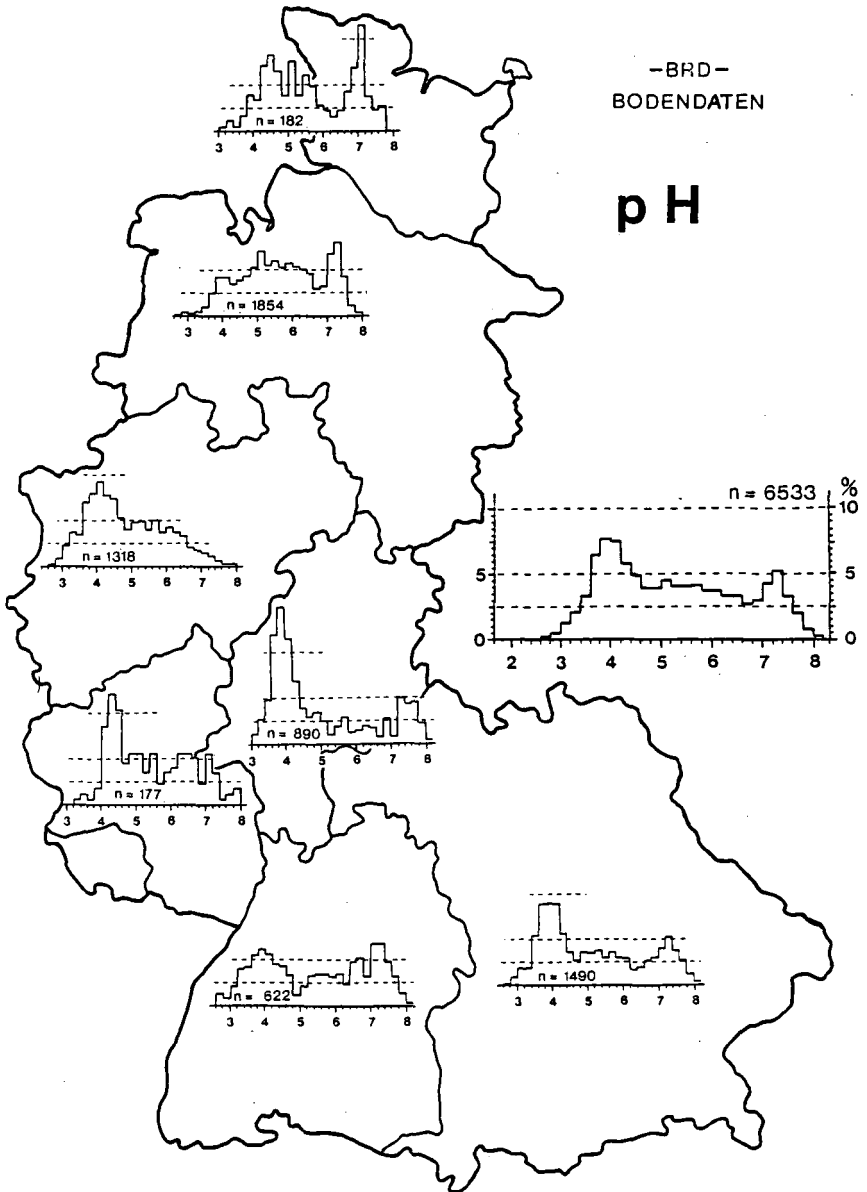 -BRD-
BODENDATEN
pH
n = 182
3 4 5 6 7 8
n = 1854
3 4 5 6 7 8
n = 1318
3 4 5 6 7 8
n = 6533 %
10 
5 5
0 0
2 3 4 5 6 7 8
n = 890
3 4 5 6 7 8
n = 177
3 4 5 6 7 8
n = 622
3 4 5 6 7 8
n = 1490
3 4 5 6 7 8